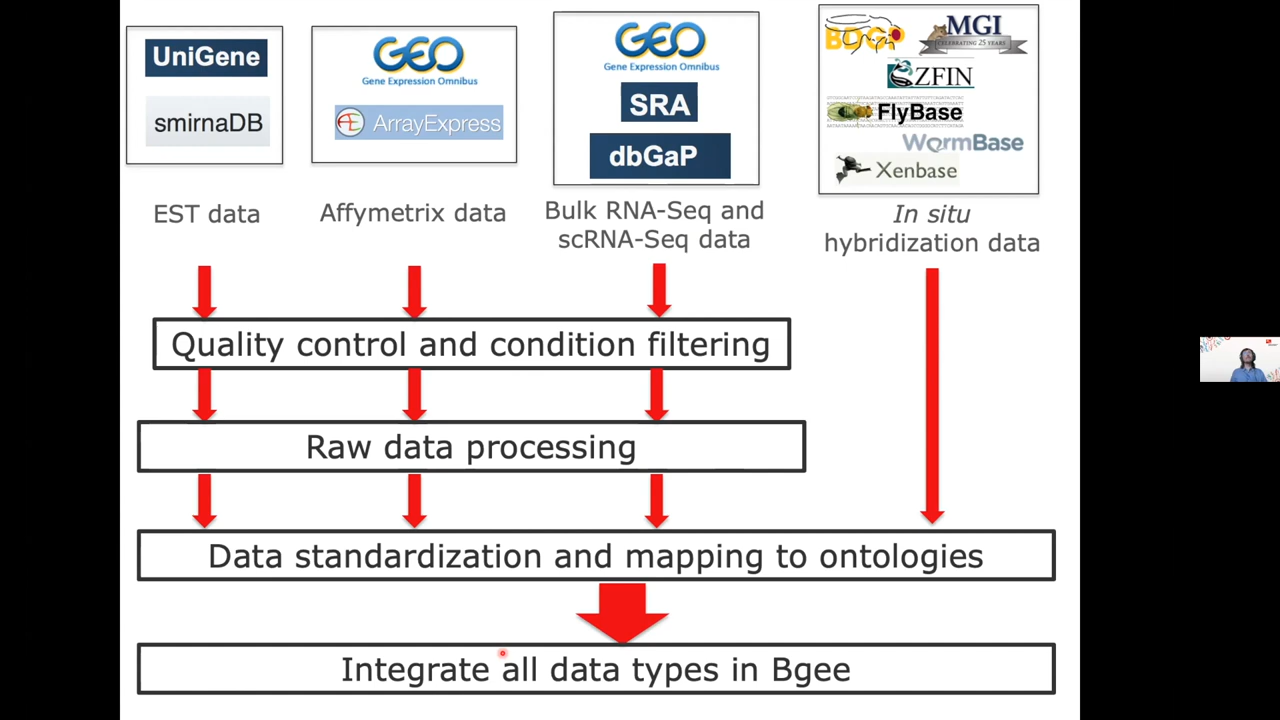 UniGene
smirnaDB
EST data
GEO
Gene Expression Omnibus
ArrayExpress
Affymetrix data
GEO
Gene Expression Omnibus
SRA
dbGaP
Bulk RNA-Seq and
scRNA-Seq data
MGI
CELEBRATING 25 YEARS
ZFIN
FlyBase
WormBase
Xenbase
In situ
hybridization data
Quality control and condition filtering
Raw data processing
Data standardization and mapping to ontologies
Integrate all data types in Bgee